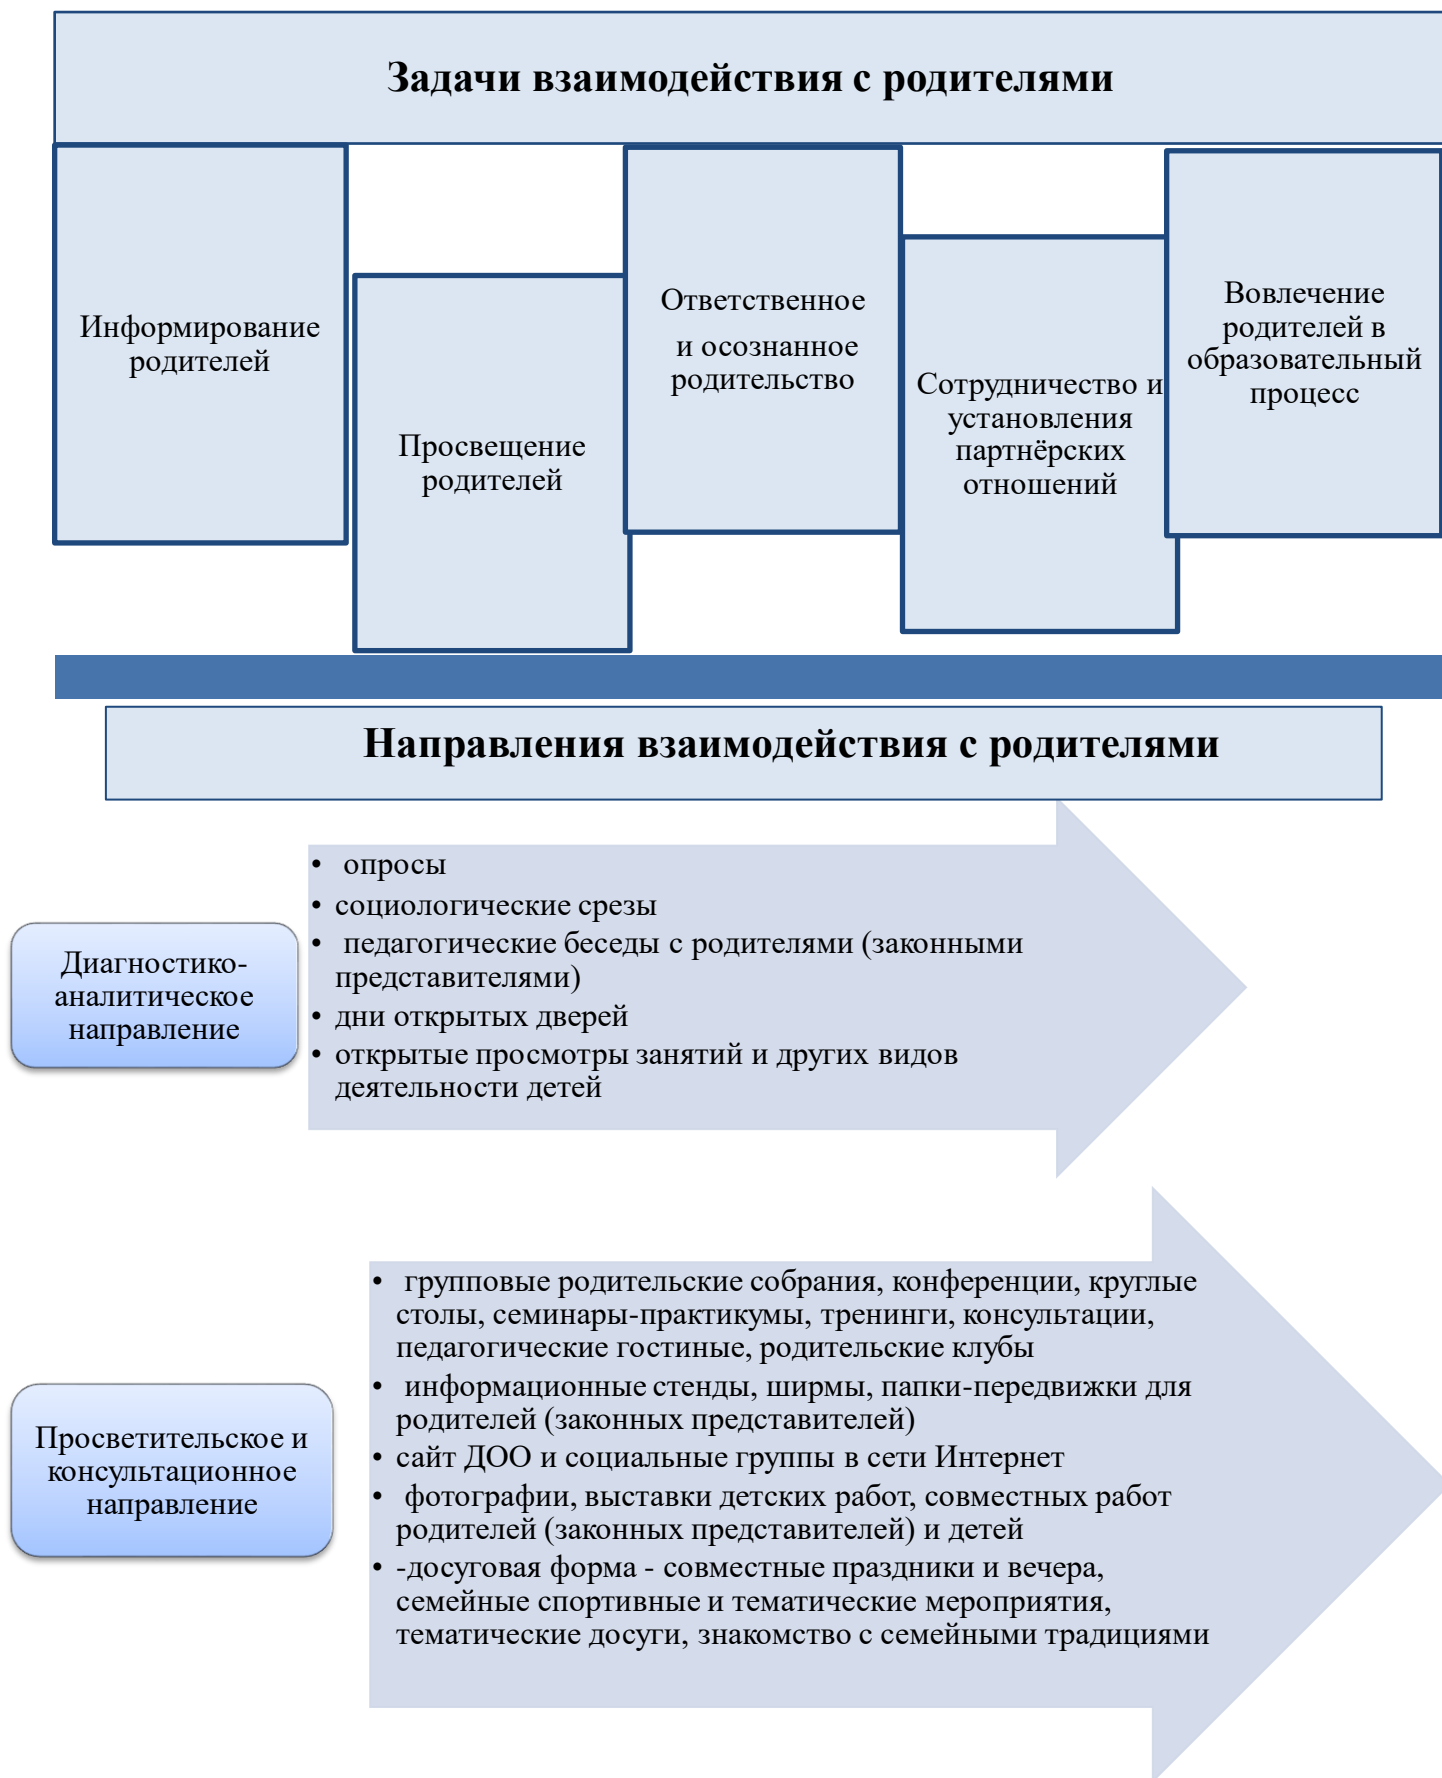 Задачи взаимодействия с родителями
Информирование
родителей
Просвещение
родителей
Ответственное
и осознанное
родительство
Сотрудничество и
установления
партнёрских
отношений
Вовлечение
родителей в
образовательный
процесс
Направления взаимодействия с родителями
Диагностико-
аналитическое
направление
• опросы
• социологические срезы
• педагогические беседы с родителями (законными
представителями)
• дни открытых дверей
• открытые просмотры занятий и других видов
деятельности детей
Просветительское и
консультационное
направление
• групповые родительские собрания, конференции, круглые
столы, семинары-практикумы, тренинги, консультации,
педагогические гостиные, родительские клубы
• информационные стенды, ширмы, папки-передвижки для
родителей (законных представителей)
• сайт ДОО и социальные группы в сети Интернет
• фотографии, выставки детских работ, совместных работ
родителей (законных представителей) и детей
• -досуговая форма - совместные праздники и вечера,
семейные спортивные и тематические мероприятия,
тематические досуги, знакомство с семейными традициями